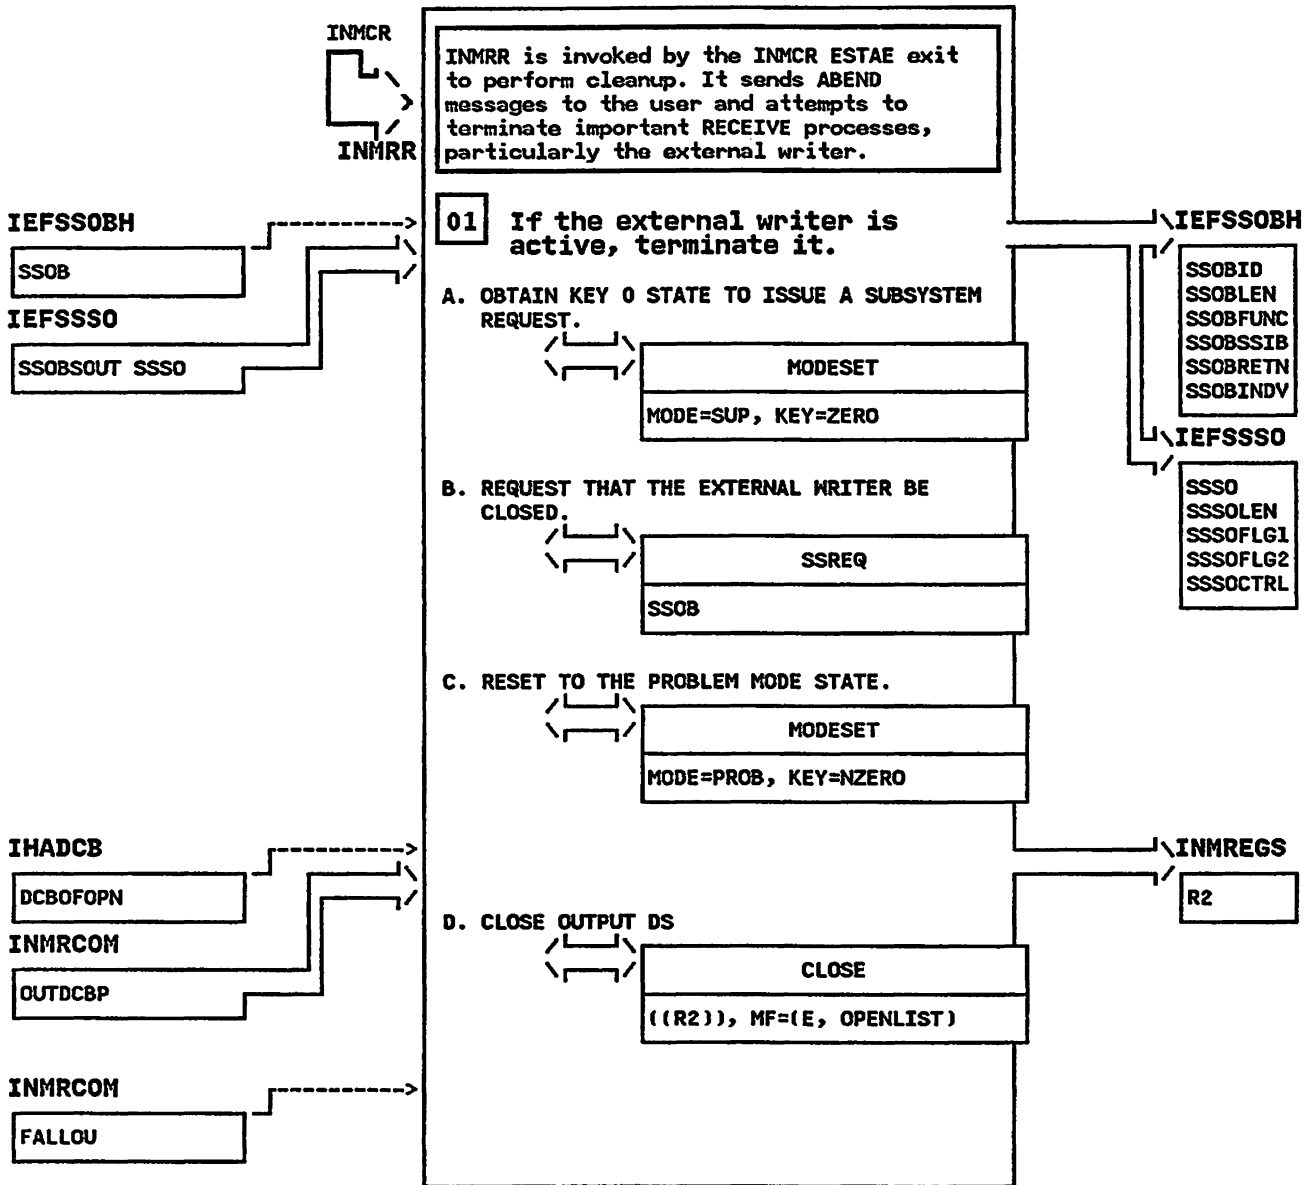 INMCR
INMRR
INMRR is invoked by the INMCR ESTAE exit
to perform cleanup. It sends ABEND
messages to the user and attempts to
terminate important RECEIVE processes,
particularly the external writer.
01 If the external writer is
active, terminate it.
IEFSSOBH
SSOB
IEFSSSO
SSOBSOUT SSSO
A. OBTAIN KEY 0 STATE TO ISSUE A SUBSYSTEM
REQUEST.
MODESET
MODE=SUP, KEY=ZERO
B. REQUEST THAT THE EXTERNAL WRITER BE
CLOSED.
SSREQ
SSOB
C. RESET TO THE PROBLEM MODE STATE.
MODESET
MODE=PROB, KEY=NZERO
IEFSSOBH
SSOBID
SSOBLEN
SSOBFUNC
SSOBSSIB
SSOBRETN
SSOBINDV
IEFSSSO
SSSO
SSSOLEN
SSSOFLG1
SSSOFLG2
SSSOCTRL
IHADCB
DCBOFOPN
INMRCOM
OUTDCBP
D. CLOSE OUTPUT DS
CLOSE
((R2)), MF=(E, OPENLIST)
INMREGS
R2
INMRCOM
FALLOU